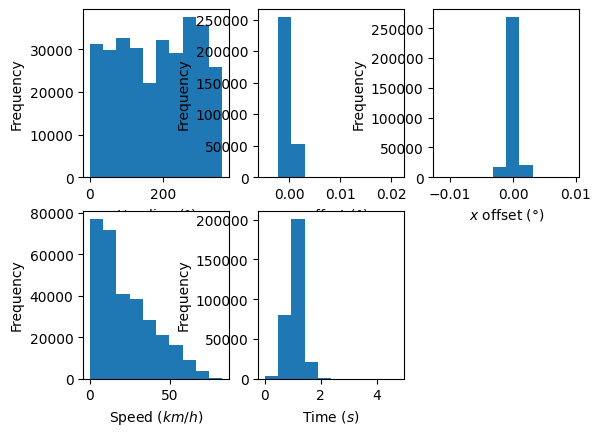 Frequency
30000
20000
10000
0
0 200
Frequency
250000
200000
150000
100000
50000
0
0.00 0.01 0.02
Frequency
250000
200000
150000
100000
50000
0
−0.01 0.00 0.01
x offset (°)
Frequency
80000
60000
40000
20000
0
0 50
Speed (km/h)
Frequency
200000
150000
100000
50000
0
0 2 4
Time (s)